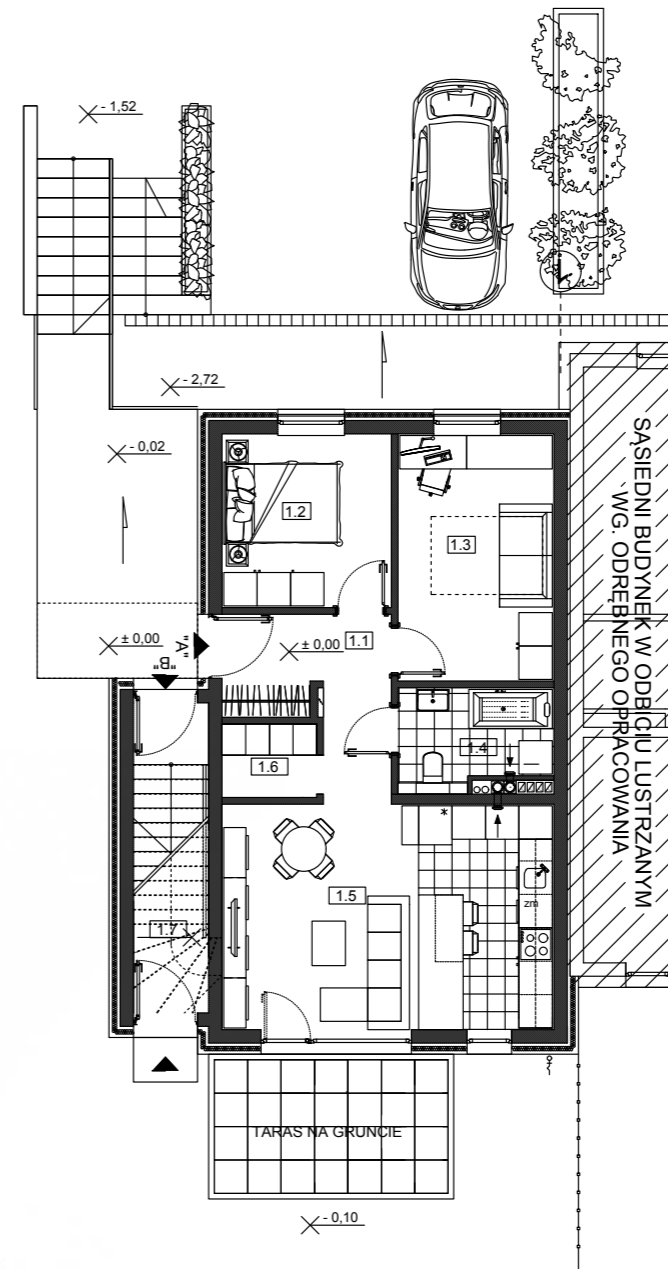 - 1,52
- 2,72
- 0,02
1.2
1.3
± 0,00
"A"
"B"
± 0,00
1.1
1.4
1.6
*
1.5
zm
1.7
TARAS NA GRUNCIE
- 0,10
SĄSIEDNI BUDYNEK W ODBICIU LUSTRZANYM
WG. ODRĘBNEGO OPRACOWANIA